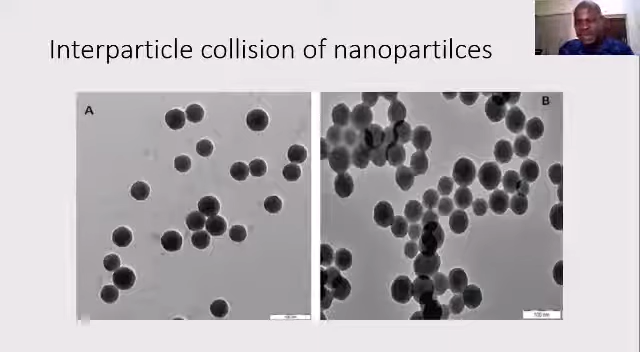 Interparticle collision of nanopartilces
A
B
100 nm